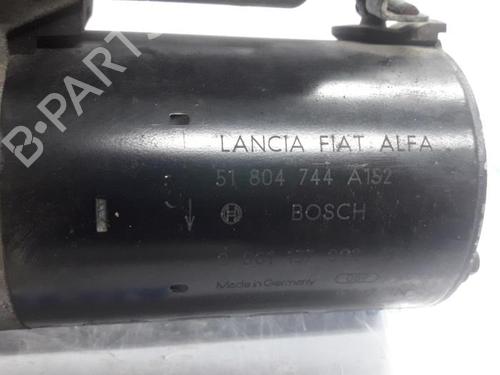 B-PARTS
LANCIA FIAT ALFA
51 804 744 A152
BOSCH
Made in Germany